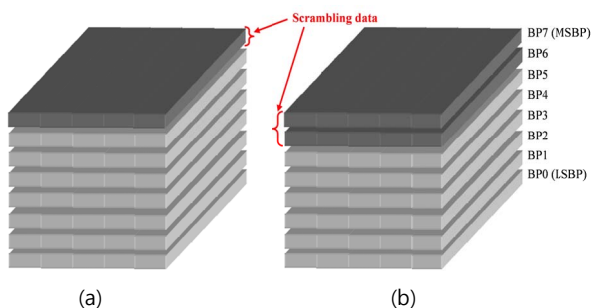 Scrambling data
BP7 (MSBP)
BP6
BP5
BP4
BP3
BP2
BP1
BP0 (LSBP)
(a)
(b)